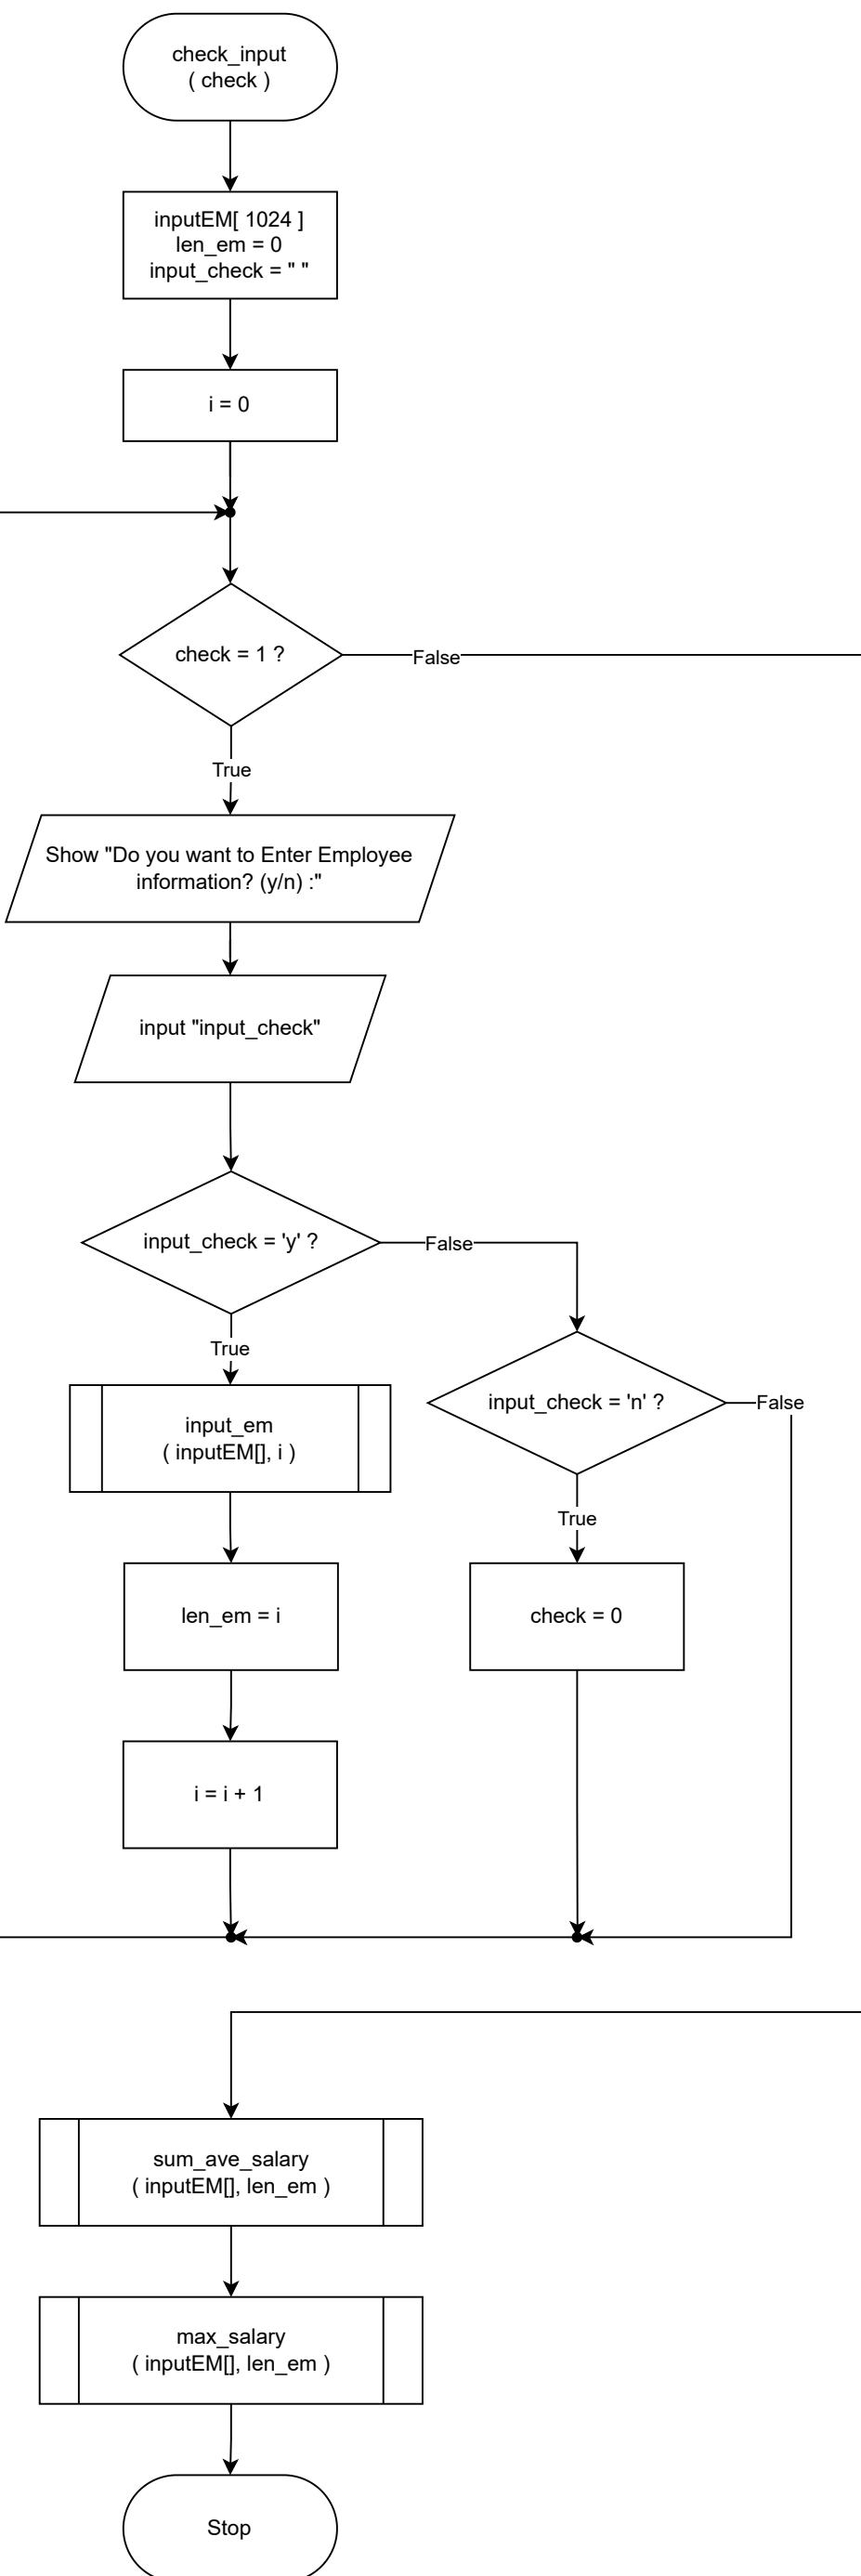 check_input
( check )
inputEM[ 1024 ]
len_em = 0
input_check = " "
i = 0
check = 1 ?
False
True
Show "Do you want to Enter Employee
information? (y/n) :"
input "input_check"
input_check = 'y' ?
False
True
input_check = 'n' ?
False
input_em
( inputEM[], i )
True
len_em = i
check = 0
i = i + 1
sum_ave_salary
( inputEM[], len_em )
max_salary
( inputEM[], len_em )
Stop